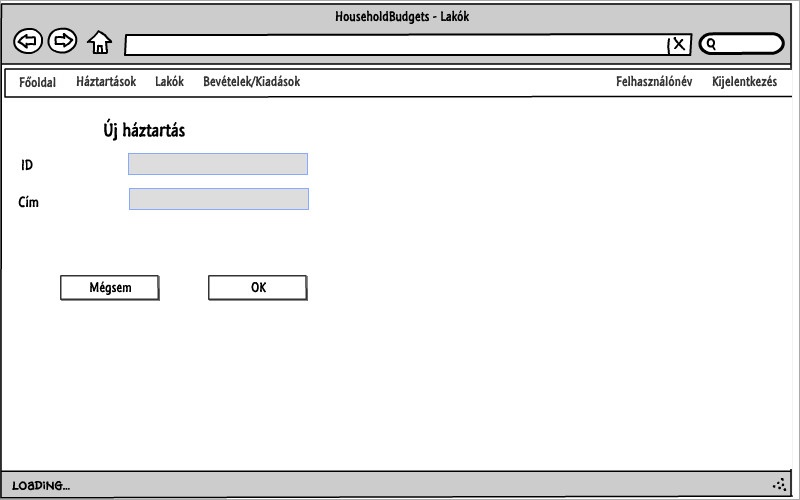 HouseholdBudgets - Lakók
Főoldal Háztartások Lakók Bevételek/Kiadások Felhasználónév Kijelentkezés
Új háztartás
ID
Cím
Mégsem OK
LOADING...